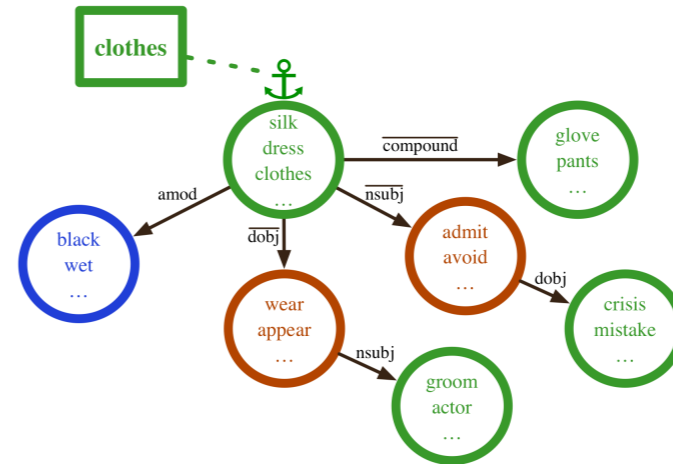 clothes
silk
dress
clothes
...
compound
glove
pants
...
amod
nsubj
dobj
black
wet
...
admit
avoid
...
dobj
wear
appear
...
crisis
mistake
...
nsubj
groom
actor
...